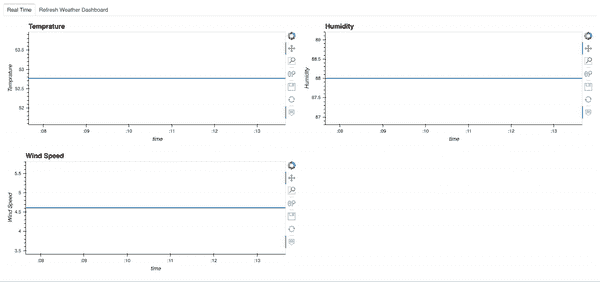 Real Time Refresh Weather Dashboard
Temprature Humidity
53.5
53
52.5
52
Temprature
:08 :09 :10 :11 :12 :13
time
89
88.5
88
87.5
87
Humidity
:08 :09 :10 :11 :12 :13
time
Wind Speed
5.5
5
4.5
4
3.5
Wind Speed
:08 :09 :10 :11 :12 :13
time